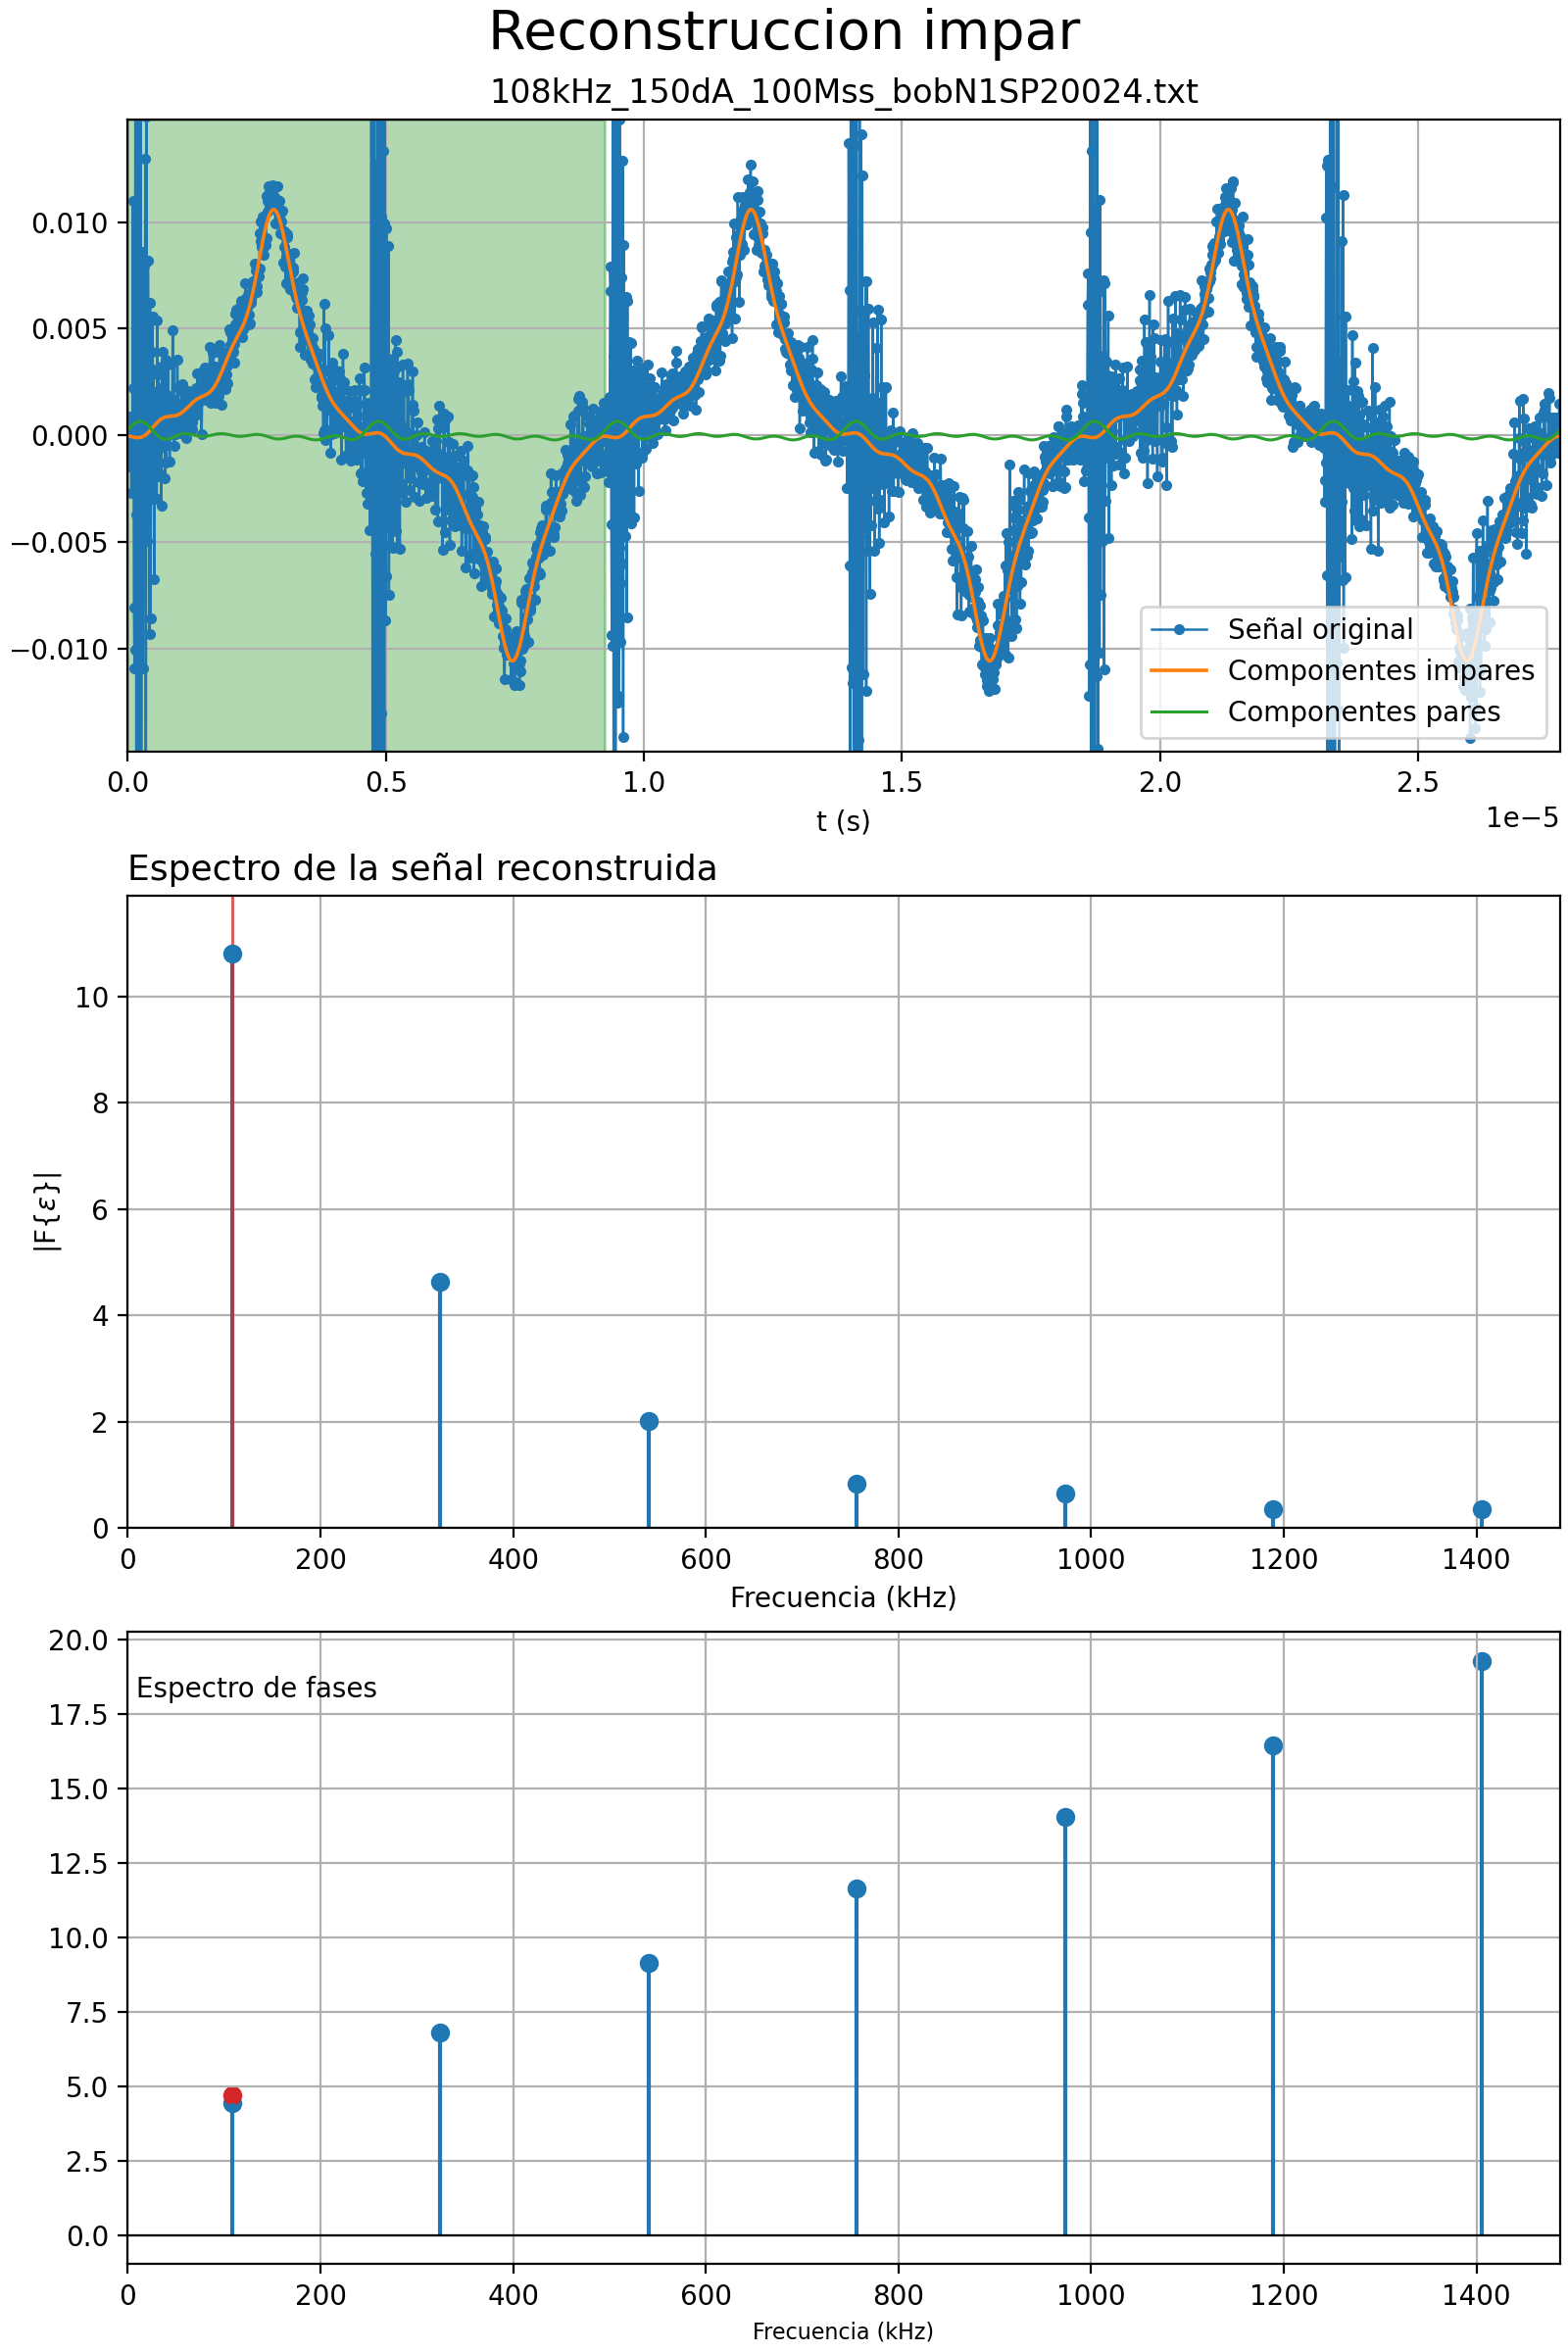 Reconstruccion impar
108kHz_150dA_100Mss_bobN1SP20024.txt
0.010
0.005
0.000
−0.005
−0.010
Señal original
Componentes impares
Componentes pares
0.0 0.5 1.0 1.5 2.0 2.5
1e−5
t (s)
Espectro de la señal reconstruida
10
8
6
4
2
0
|F{ε}|
0 200 400 600 800 1000 1200 1400
Frecuencia (kHz)
20.0
Espectro de fases
17.5
15.0
12.5
10.0
7.5
5.0
2.5
0.0
0 200 400 600 800 1000 1200 1400
Frecuencia (kHz)